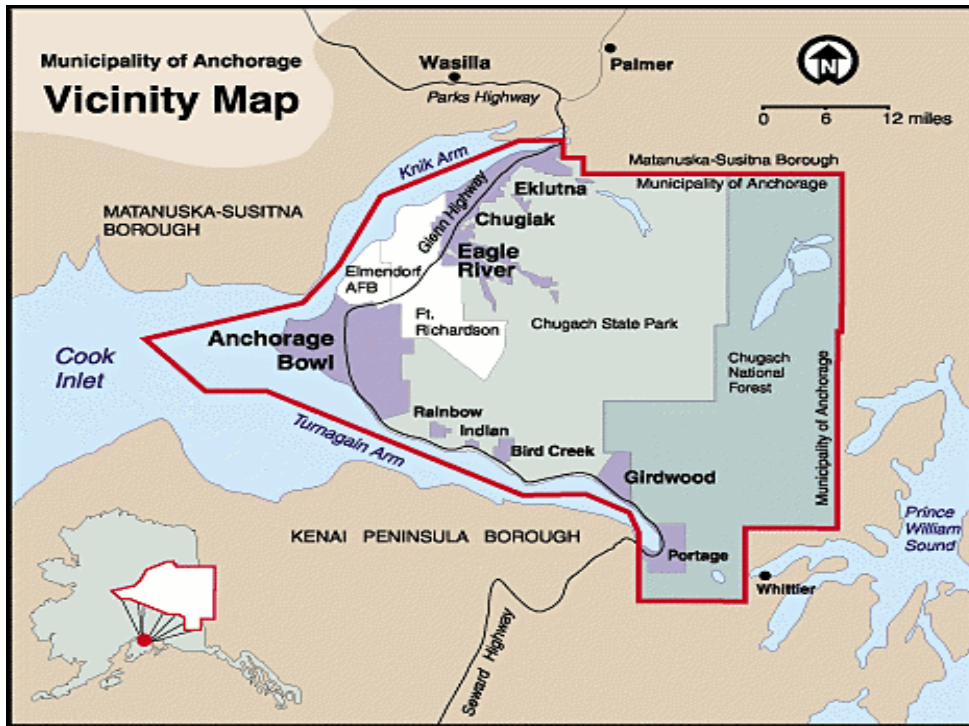 Municipality of Anchorage
Vicinity Map
Wasilla
Palmer
N
Parks Highway
0 6 12 miles
Knik Arm
Matanuska-Susitna Borough
Municipality of Anchorage
MATANUSKA-SUSITNA
BOROUGH
Glenn Highway
Eklutna
Chugiak
Eagle
River
Elmendorf
AFB
Ft.
Richardson
Chugach State Park
Anchorage
Bowl
Cook
Inlet
Chugach
National
Forest
Municipality of Anchorage
Rainbow
Indian
Bird Creek
Turnagain Arm
Girdwood
Prince
William
Sound
KENAI PENINSULA BOROUGH
Portage
Whittier
Seward Highway